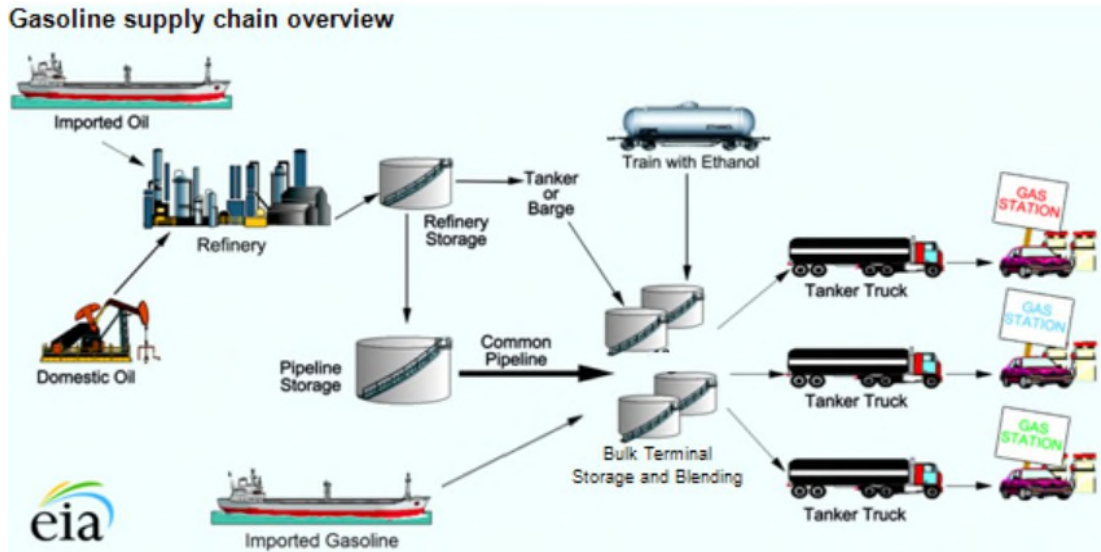 Gasoline supply chain overview
Imported Oil
Refinery
Domestic Oil
Refinery
Storage
Tanker
or
Barge
Train with Ethanol
ETHANOL
Pipeline
Storage
Common
Pipeline
Bulk Terminal
Storage and Blending
Imported Gasoline
Tanker Truck
GAS
STATION
Tanker Truck
GAS
STATION
Tanker Truck
GAS
STATION
eia